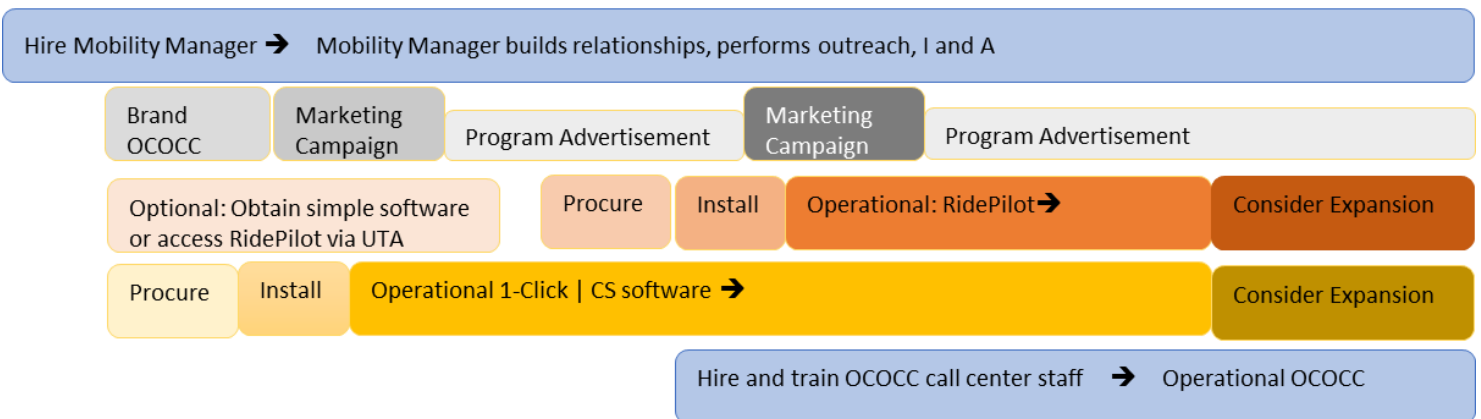 Hire Mobility Manager ➔ Mobility Manager builds relationships, performs outreach, I and A
Brand
OCOCC
Marketing
Campaign
Program Advertisement
Marketing
Campaign
Program Advertisement
Optional: Obtain simple software
or access RidePilot via UTA
Procure
Install
Operational: RidePilot➔
Consider Expansion
Procure
Install
Operational 1-Click | CS software ➔
Consider Expansion
Hire and train OCOCC call center staff ➔ Operational OCOCC